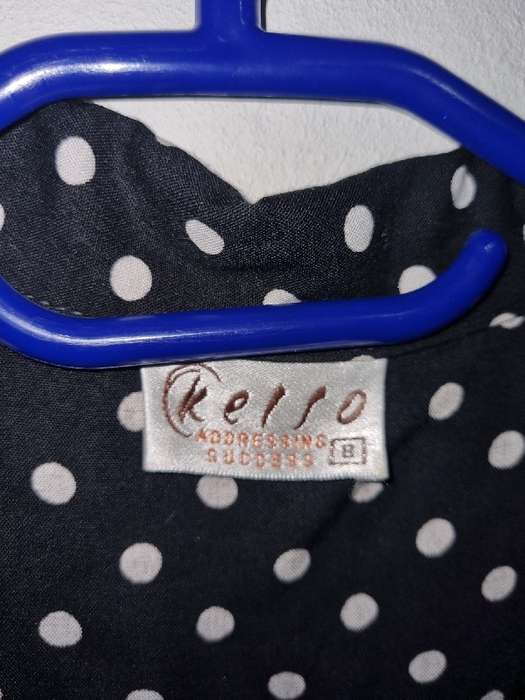 Kelso
ADDRESSING
SUCCESS
8